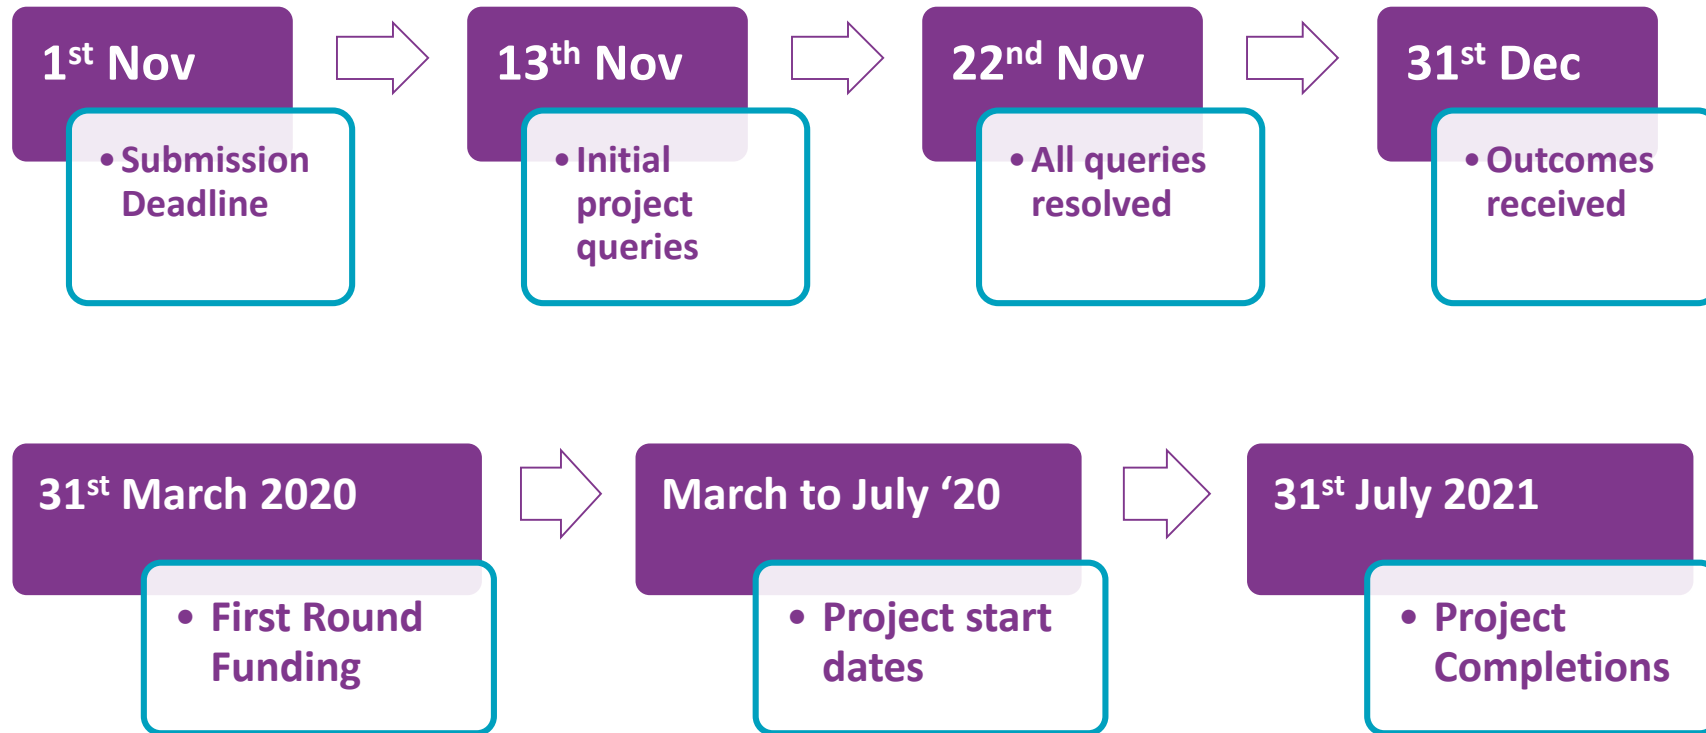 1st Nov
• Submission
Deadline
13th Nov
• Initial
project
queries
22nd Nov
• All queries
resolved
31st Dec
• Outcomes
received
31st March 2020
• First Round
Funding
March to July ‘20
• Project start
dates
31st July 2021
• Project
Completions